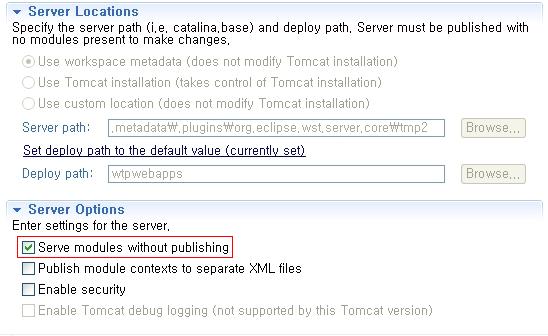 Server Locations
Specify the server path (i.e. catalina.base) and deploy path. Server must be published with
no modules present to make changes.
Use workspace metadata (does not modify Tomcat installation)
Use Tomcat installation (takes control of Tomcat installation)
Use custom location (does not modify Tomcat installation)
Server path: .metadata₩.plugins₩org.eclipse.wst.server.core₩tmp2 Browse...
Set deploy path to the default value (currently set)
Deploy path: wtpwebapps Browse...
Server Options
Enter settings for the server.
Serve modules without publishing
Publish module contexts to separate XML files
Enable security
Enable Tomcat debug logging (not supported by this Tomcat version)